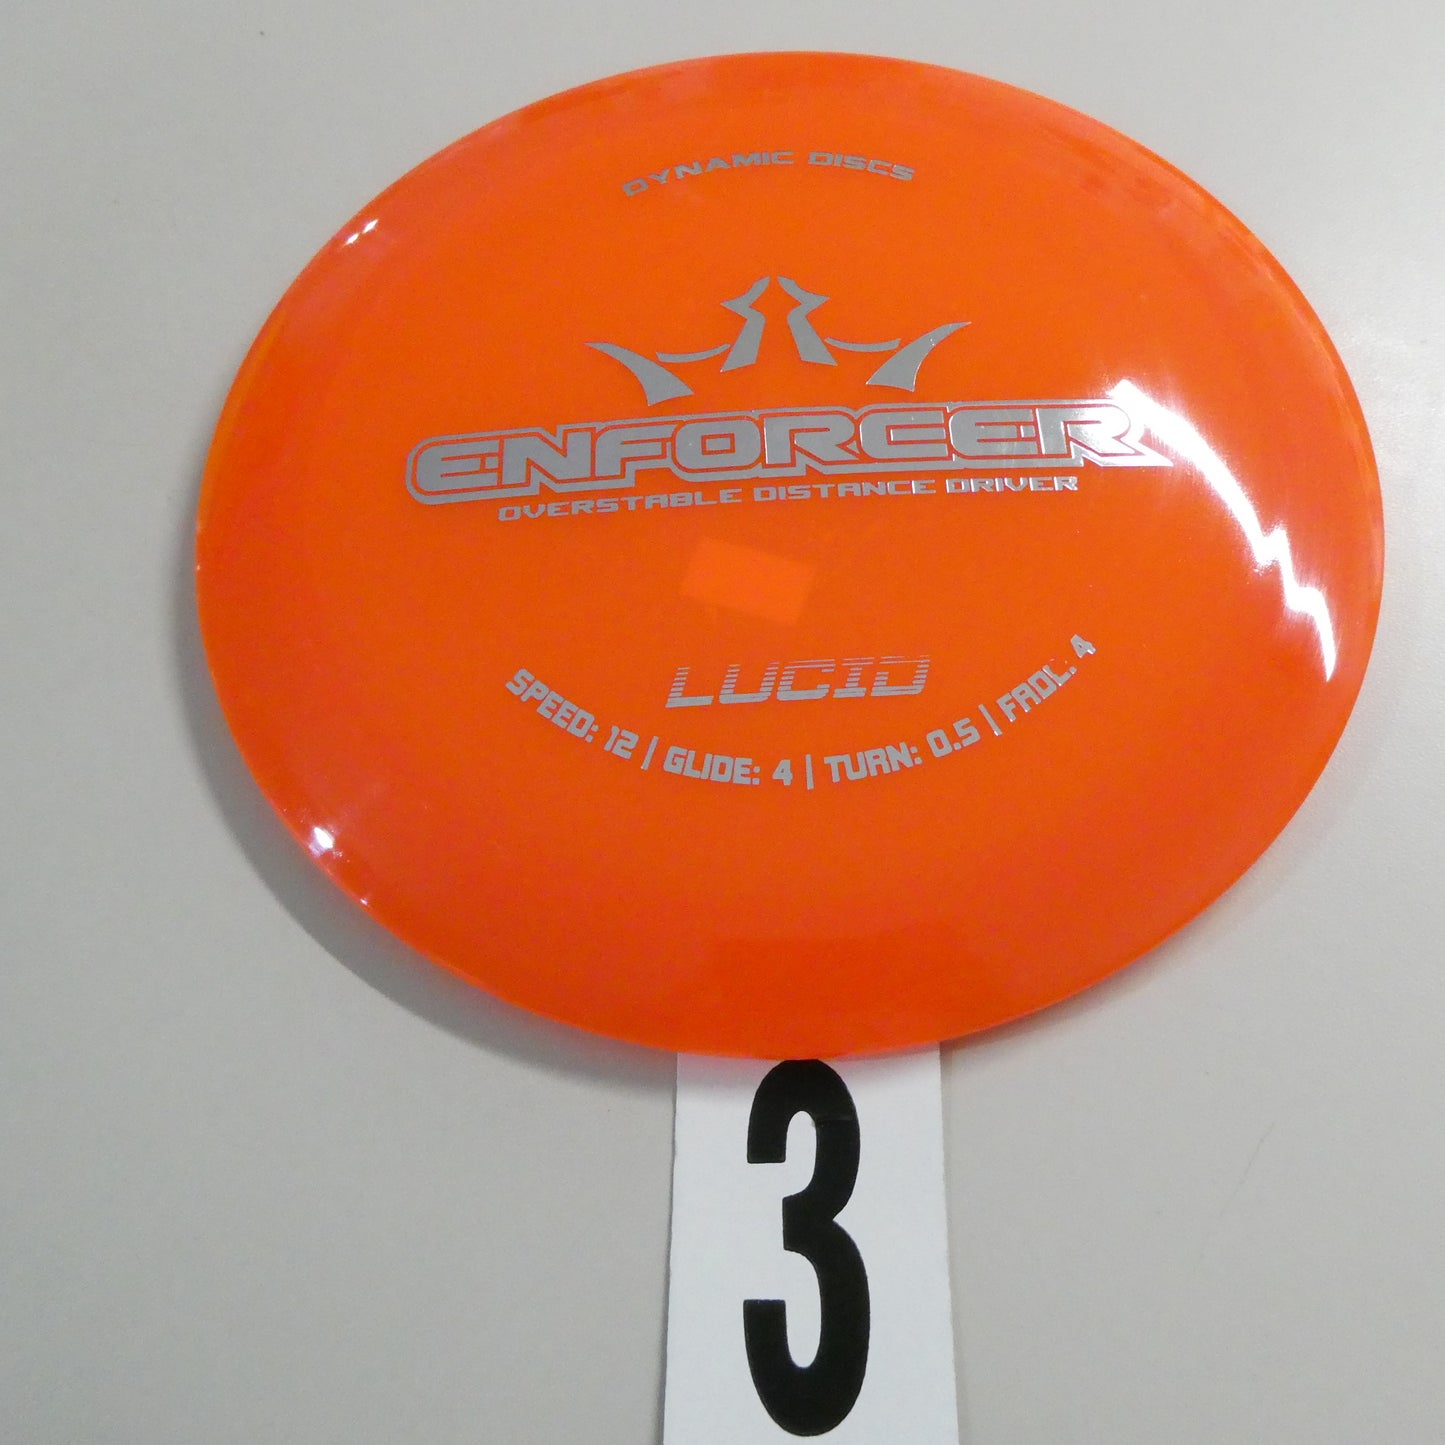 DYNAMIC DISCS
ENFORCER
OVERSTABLE DISTANCE DRIVER
LUCID
SPEED: 12 | GLIDE: 4 | TURN: 0.5 | FADE: 4
3